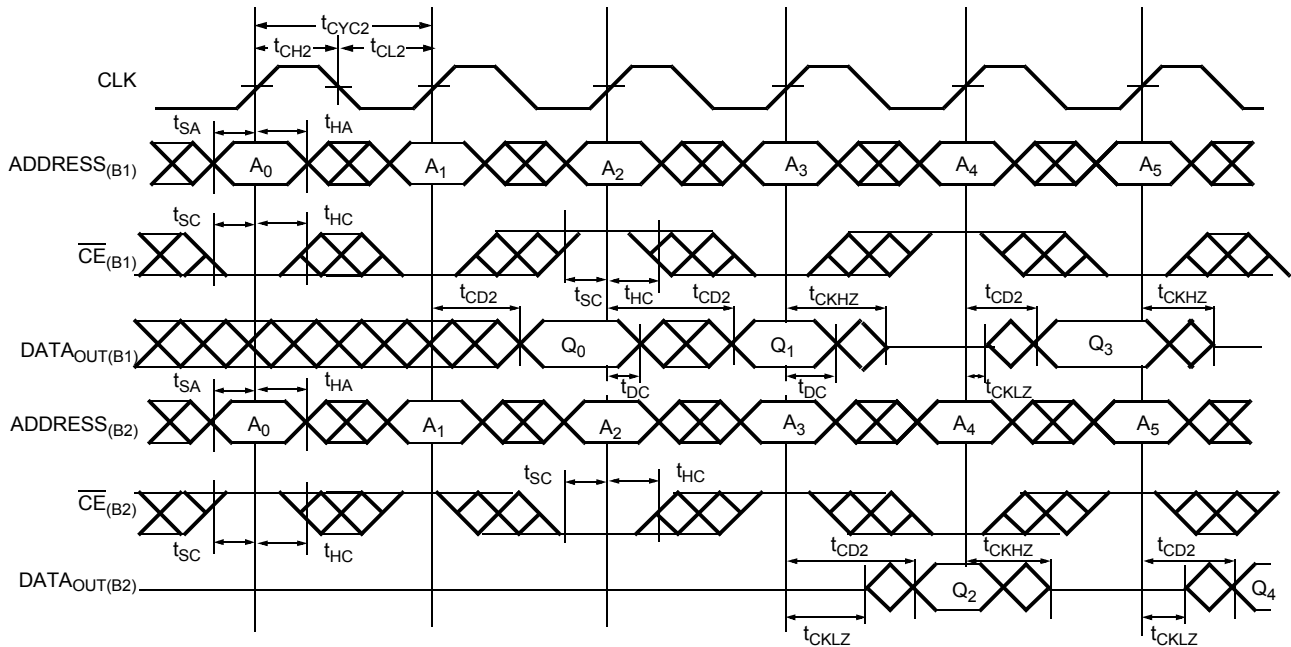 tCYC2
tCH2 tCL2
CLK
tSA tHA
ADDRESS(B1) A0 A1 A2 A3 A4 A5
tSC tHC
CE(B1)
tSC tHC tCD2 tCKHZ tCD2 tCKHZ
tCD2
DATAOUT(B1) Q0 Q1 Q3
tSA tHA tDC tDC tCKLZ
ADDRESS(B2) A0 A1 A2 A3 A4 A5
tSC tHC
CE(B2)
tSC tHC tCD2 tCKHZ tCD2
DATAOUT(B2) Q2 Q4
tCKLZ tCKLZ